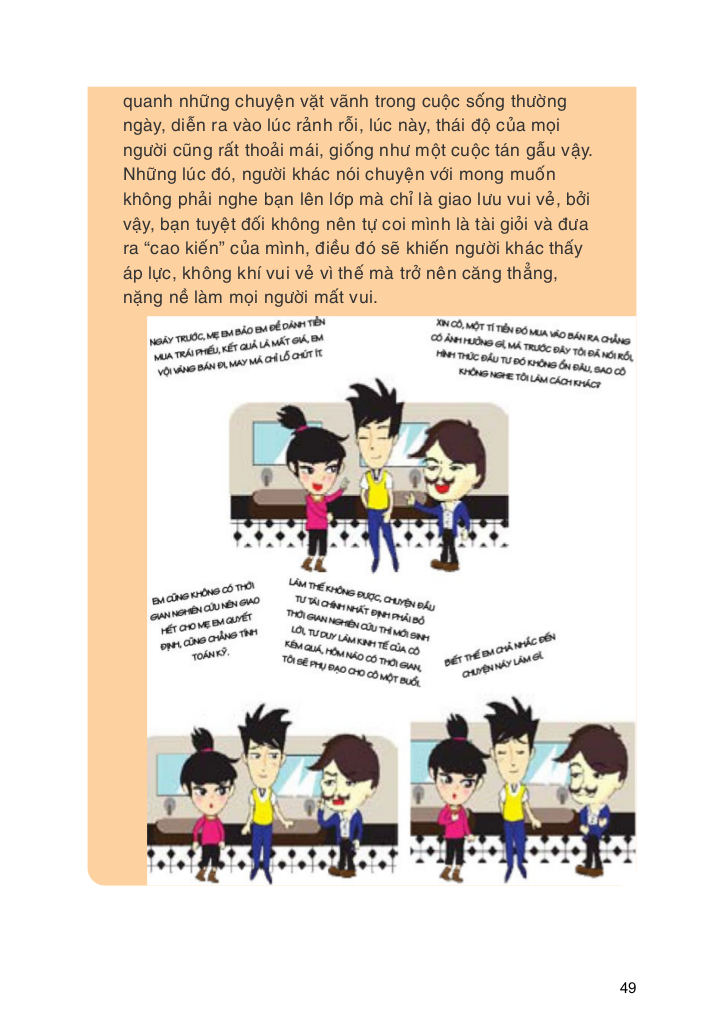 quanh những chuyện vặt vãnh trong cuộc sống thường
ngày, diễn ra vào lúc rảnh rỗi, lúc này, thái độ của mọi
người cũng rất thoải mái, giống như một cuộc tán gẫu vậy.
Những lúc đó, người khác nói chuyện với mong muốn
không phải nghe bạn lên lớp mà chỉ là giao lưu vui vẻ, bởi
vậy, bạn tuyệt đối không nên tự coi mình là tài giỏi và đưa
ra “cao kiến” của mình, điều đó sẽ khiến người khác thấy
áp lực, không khí vui vẻ vì thế mà trở nên căng thẳng,
nặng nề làm mọi người mất vui.
NGÀY TRƯỚC, MẸ EM BẢO EM ĐỂ DÀNH TIỀN
MUA TRÁI PHIẾU, KẾT QUẢ LÀ MẤT GIÁ, EM
VỘI VÀNG BÁN ĐI, MAY MÀ CHỈ LỖ CHÚT ÍT.
XIN CÔ, MỘT TÍ TIỀN ĐÓ MUA VÀO BÁN RA CHẲNG
CÓ ẢNH HƯỞNG GÌ, MÀ TRƯỚC ĐÂY TÔI ĐÃ NÓI RỒI,
HÌNH THỨC ĐẦU TƯ ĐÓ KHÔNG ỔN ĐÂU, SAO CÔ
KHÔNG NGHE TÔI LÀM CÁCH KHÁC?
EM CŨNG KHÔNG CÓ THỜI
GIAN NGHIÊN CỨU NÊN GIAO
HẾT CHO MẸ EM QUYẾT
ĐỊNH, CŨNG CHẲNG TÍNH
TOÁN KỸ.
LÀM THẾ KHÔNG ĐƯỢC, CHUYỆN ĐẦU
TƯ TÀI CHÍNH NHẤT ĐỊNH PHẢI BỎ
THỜI GIAN NGHIÊN CỨU THÌ MỚI SINH
LỜI, TƯ DUY LÀM KINH TẾ CỦA CÔ
KÉM QUÁ, HÔM NÀO CÓ THỜI GIAN,
TÔI SẼ PHỤ ĐẠO CHO CÔ MỘT BUỔI.
BIẾT THẾ EM CHẢ NHẮC ĐẾN
CHUYỆN NÀY LÀM GÌ.
49